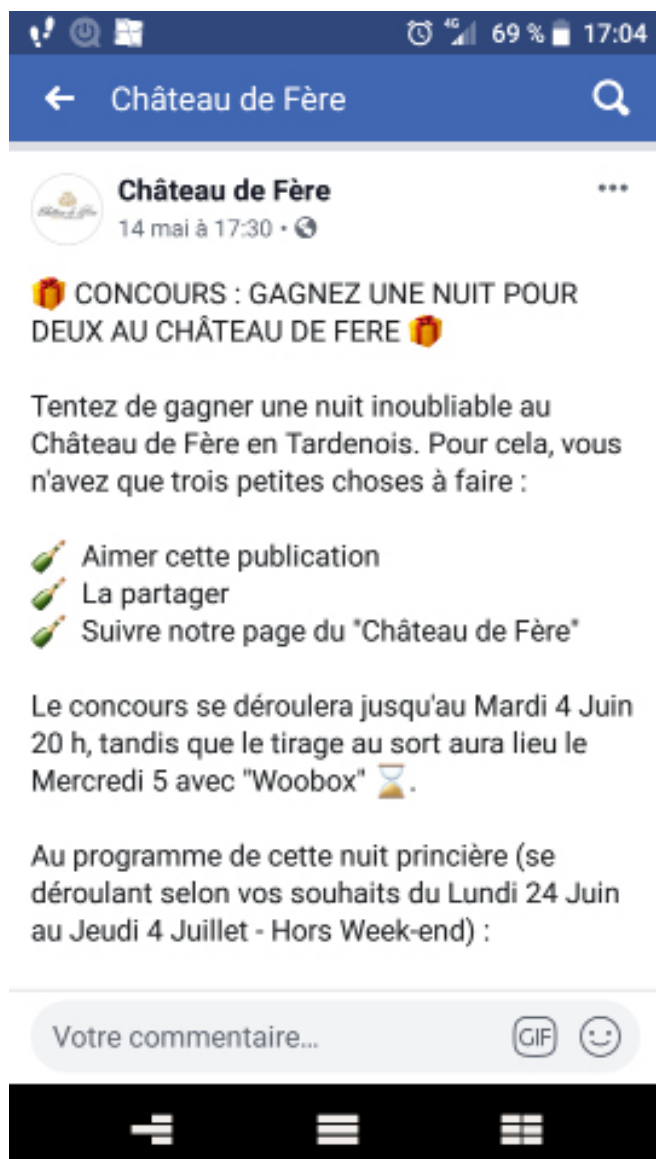 4G 69 % 17:04
Château de Fère
Château de Fère
14 mai à 17:30
CONCOURS : GAGNEZ UNE NUIT POUR
DEUX AU CHÂTEAU DE FERE
Tentez de gagner une nuit inoubliable au
Château de Fère en Tardenois. Pour cela, vous
n'avez que trois petites choses à faire :
Aimer cette publication
La partager
Suivre notre page du "Château de Fère"
Le concours se déroulera jusqu'au Mardi 4 Juin
20 h, tandis que le tirage au sort aura lieu le
Mercredi 5 avec "Woobox" ⌛.
Au programme de cette nuit princière (se
déroulant selon vos souhaits du Lundi 24 Juin
au Jeudi 4 Juillet - Hors Week-end) :
Votre commentaire...
GIF